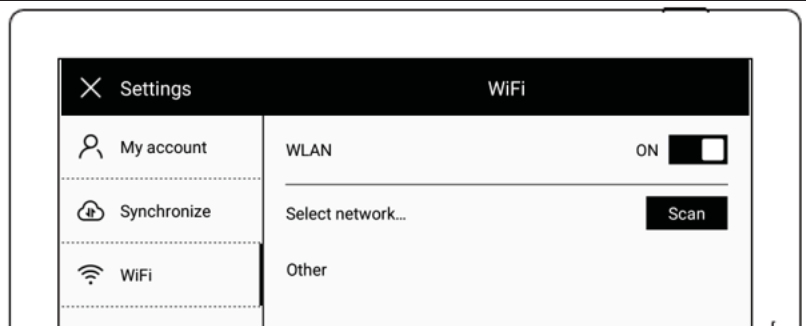 Settings
WiFi
My account
WLAN
ON
Synchronize
Select network...
Scan
WiFi
Other